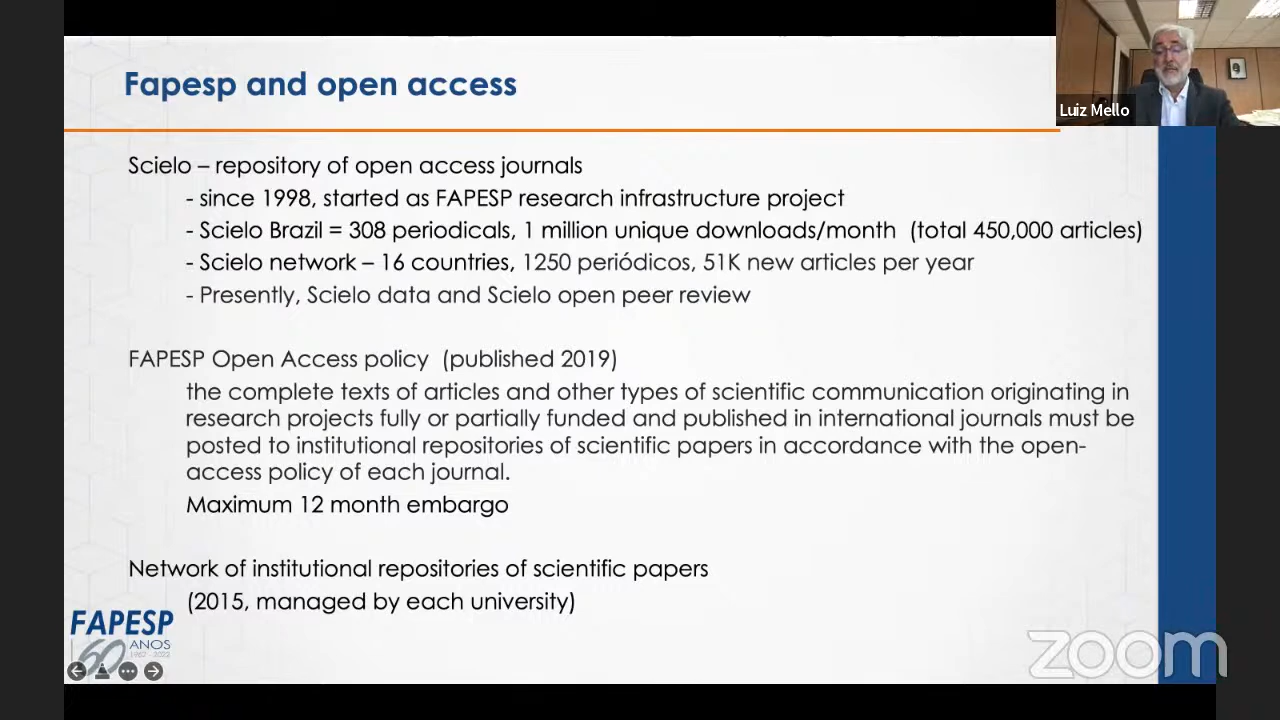 Fapesp and open access
Luiz Mello
Scielo – repository of open access journals
- since 1998, started as FAPESP research infrastructure project
- Scielo Brazil = 308 periodicals, 1 million unique downloads/month (total 450,000 articles)
- Scielo network – 16 countries, 1250 periódicos, 51K new articles per year
- Presently, Scielo data and Scielo open peer review
FAPESP Open Access policy (published 2019)
the complete texts of articles and other types of scientific communication originating in
research projects fully or partially funded and published in international journals must be
posted to institutional repositories of scientific papers in accordance with the open-
access policy of each journal.
Maximum 12 month embargo
Network of institutional repositories of scientific papers
(2015, managed by each university)
FAPESP
60 ANOS
1962 - 2022
zoom